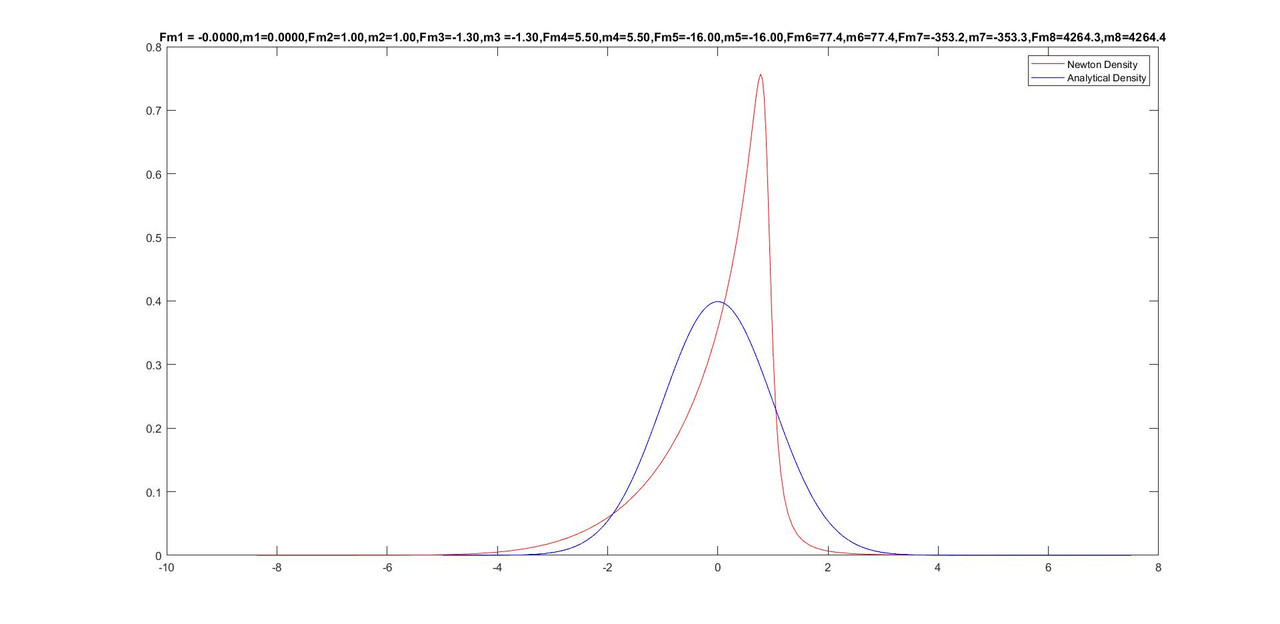 Fm1 = -0.0000,m1=0.0000,Fm2=1.00,m2=1.00,Fm3=-1.30,m3 =-1.30,Fm4=5.50,m4=5.50,Fm5=-16.00,m5=-16.00,Fm6=77.4,m6=77.4,Fm7=-353.2,m7=-353.3,Fm8=4264.3,m8=4264.4
Newton Density
Analytical Density
0.8
0.7
0.6
0.5
0.4
0.3
0.2
0.1
0
-10 -8 -6 -4 -2 0 2 4 6 8